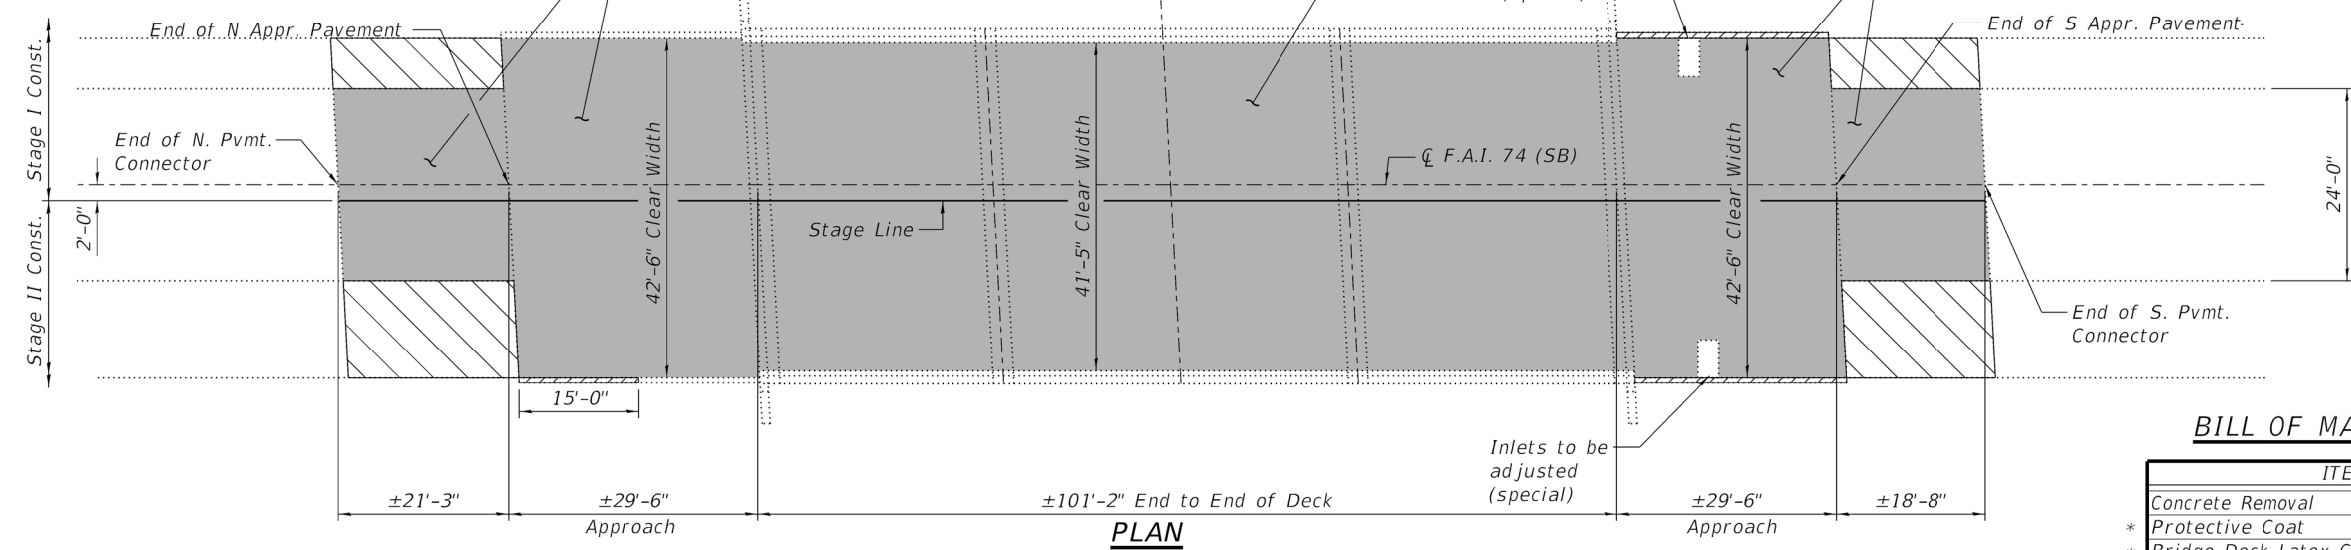 End of N Appr. Pavement
End of S Appr. Pavement
Stage I Const.
End of N. Pvmt.
Connector
42'-6" Clear Width
41'-5" Clear Width
℄ F.A.I. 74 (SB)
42'-6" Clear Width
24'-0"
2'-0"
Stage Line
Stage II Const.
End of S. Pvmt.
Connector
15'-0"
Inlets to be
adjusted
(special)
BILL OF MA
±21'-3"
±29'-6"
Approach
±101'-2" End to End of Deck
±29'-6"
Approach
±18'-8"
PLAN
ITE
Concrete Removal
* Protective Coat